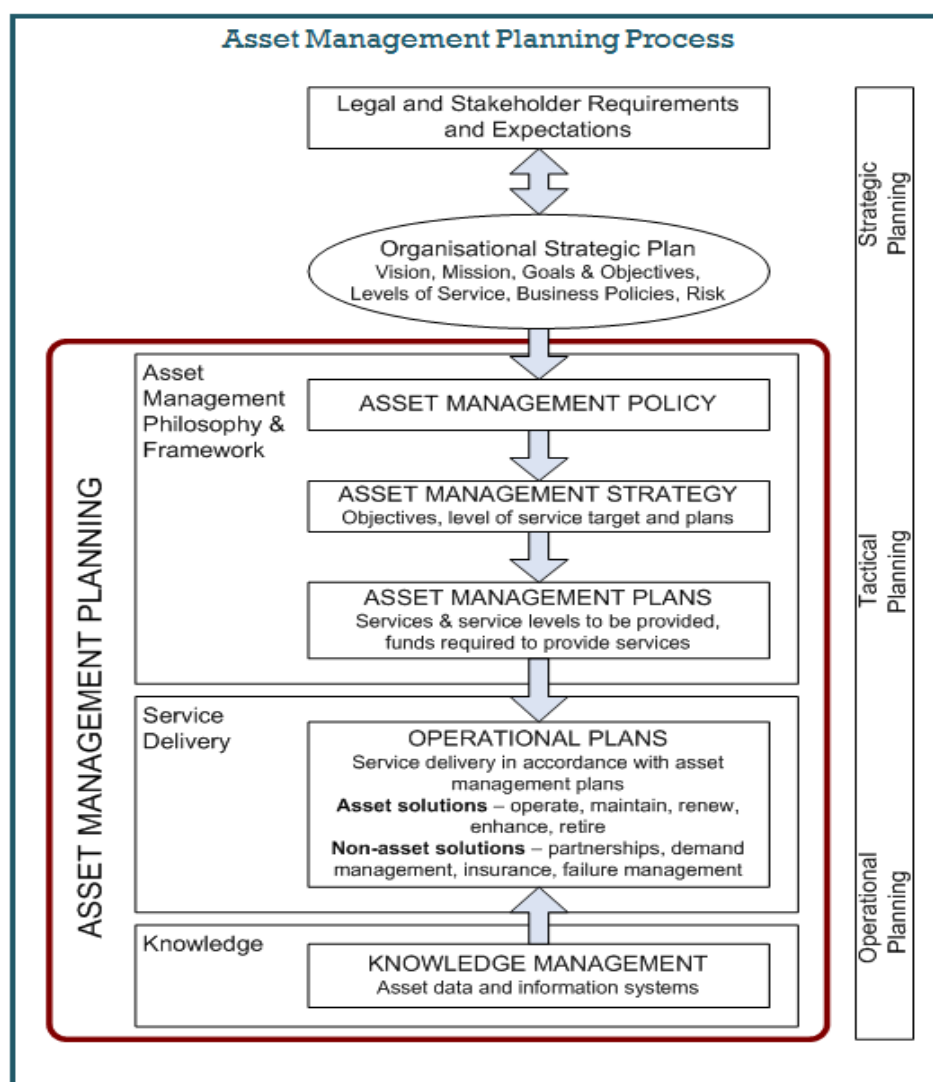 Asset Management Planning Process
Legal and Stakeholder Requirements
and Expectations
Organisational Strategic Plan
Vision, Mission, Goals & Objectives,
Levels of Service, Business Policies, Risk
Strategic
Planning
ASSET MANAGEMENT PLANNING
Asset
Management
Philosophy &
Framework
ASSET MANAGEMENT POLICY
ASSET MANAGEMENT STRATEGY
Objectives, level of service target and plans
ASSET MANAGEMENT PLANS
Services & service levels to be provided,
funds required to provide services
Tactical
Planning
Service
Delivery
OPERATIONAL PLANS
Service delivery in accordance with asset
management plans
Asset solutions – operate, maintain, renew,
enhance, retire
Non-asset solutions – partnerships, demand
management, insurance, failure management
Operational
Planning
Knowledge
KNOWLEDGE MANAGEMENT
Asset data and information systems